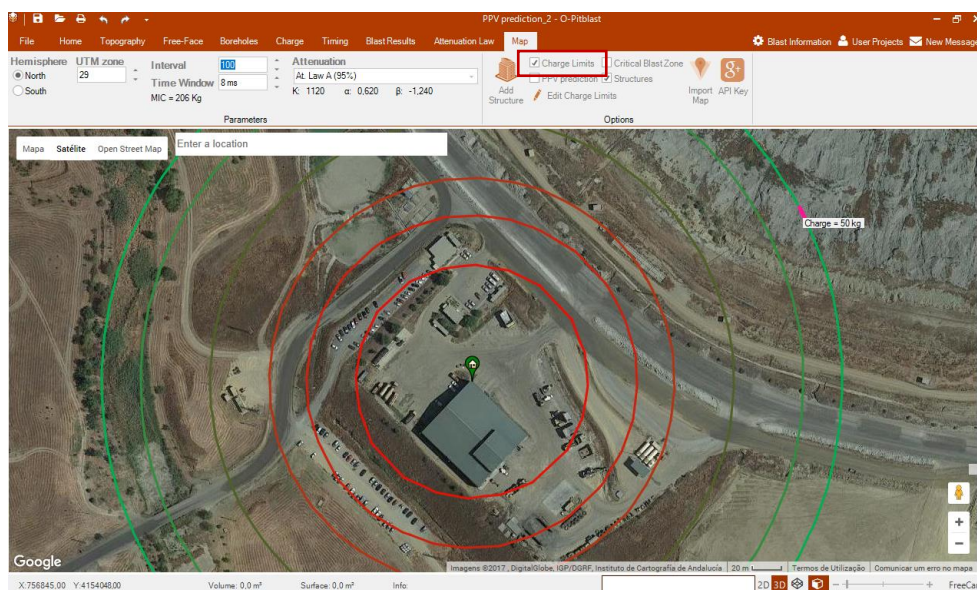 PPV prediction_2 - O-Pitblast
File Home Topography Free-Face Boreholes Charge Timing Blast Results Attenuation Law Map
Blast Information User Projects New Message
Hemisphere UTM zone Interval 100 Attenuation
North 29 Time Window 8 ms At. Law A (95%)
South MIC = 206 Kg K: 1120 α: 0,620 β: -1,240
Parameters
Add Structure
Charge Limits Critical Blast Zone
PPV prediction Structures
Edit Charge Limits
Import Map API Key
Options
Mapa Satélite Open Street Map Enter a location
Charge = 50 kg
Google
Imagens ©2017 , DigitalGlobe, IGP/DGRF, Instituto de Cartografía de Andalucía 20 m Termos de Utilização Comunicar um erro no mapa
X:756845,00 Y:4154048,00 Volume: 0,0 m³ Surface: 0,0 m² Info: 2D 3D FreeCa